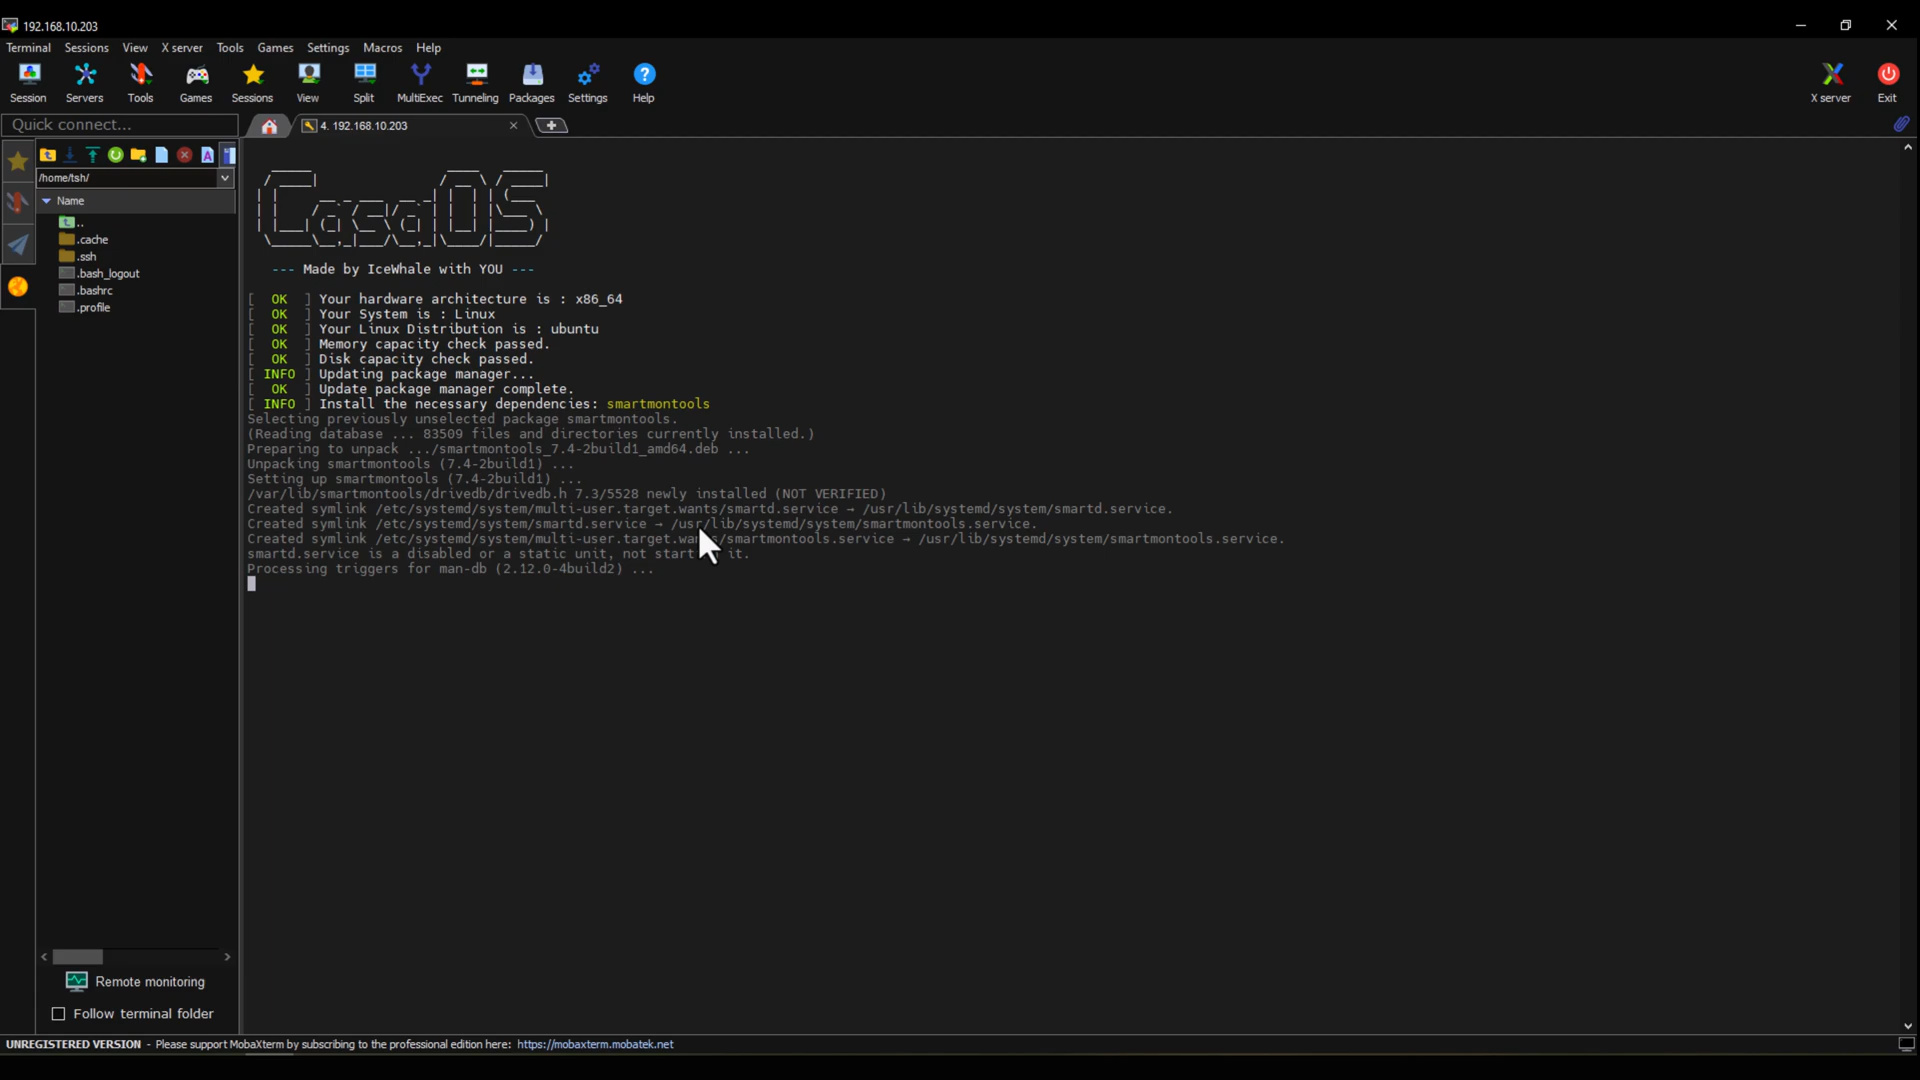 192.168.10.203
Terminal Sessions View X server Tools Games Settings Macros Help
Session Servers Tools Games Sessions View Split MultiExec Tunneling Packages Settings Help X server Exit
Quick connect...
4. 192.168.10.203
/home/tsh/
Name
..
.cache
.ssh
.bash_logout
.bashrc
.profile
CasaOS
--- Made by IceWhale with YOU ---
[ OK ] Your hardware architecture is : x86_64
[ OK ] Your System is : Linux
[ OK ] Your Linux Distribution is : ubuntu
[ OK ] Memory capacity check passed.
[ OK ] Disk capacity check passed.
[ INFO ] Updating package manager...
[ OK ] Update package manager complete.
[ INFO ] Install the necessary dependencies: smartmontools
Selecting previously unselected package smartmontools.
(Reading database ... 83509 files and directories currently installed.)
Preparing to unpack .../smartmontools_7.4-2build1_amd64.deb ...
Unpacking smartmontools (7.4-2build1) ...
Setting up smartmontools (7.4-2build1) ...
/var/lib/smartmontools/drivedb/drivedb.h 7.3/5528 newly installed (NOT VERIFIED)
Created symlink /etc/systemd/system/multi-user.target.wants/smartd.service → /usr/lib/systemd/system/smartd.service.
Created symlink /etc/systemd/system/smartd.service → /usr/lib/systemd/system/smartmontools.service.
Created symlink /etc/systemd/system/multi-user.target.wants/smartmontools.service → /usr/lib/systemd/system/smartmontools.service.
smartd.service is a disabled or a static unit, not start it.
Processing triggers for man-db (2.12.0-4build2) ...
Remote monitoring
Follow terminal folder
UNREGISTERED VERSION - Please support MobaXterm by subscribing to the professional edition here: https://mobaxterm.mobatek.net